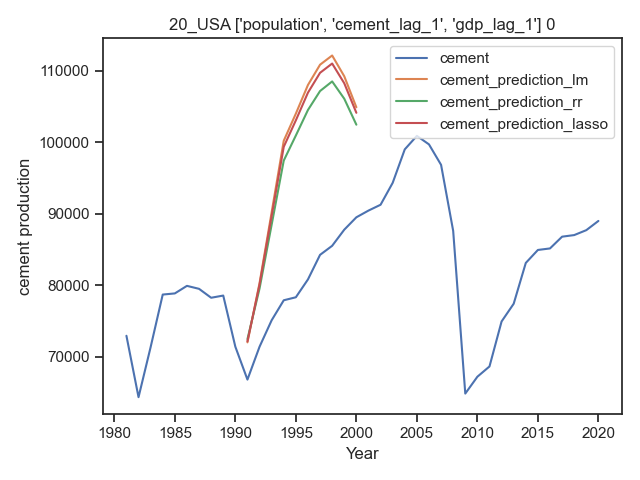 20_USA ['population', 'cement_lag_1', 'gdp_lag_1'] 0
cement
cement_prediction_lm
cement_prediction_rr
cement_prediction_lasso
cement production
110000
100000
90000
80000
70000
1980 1985 1990 1995 2000 2005 2010 2015 2020
Year